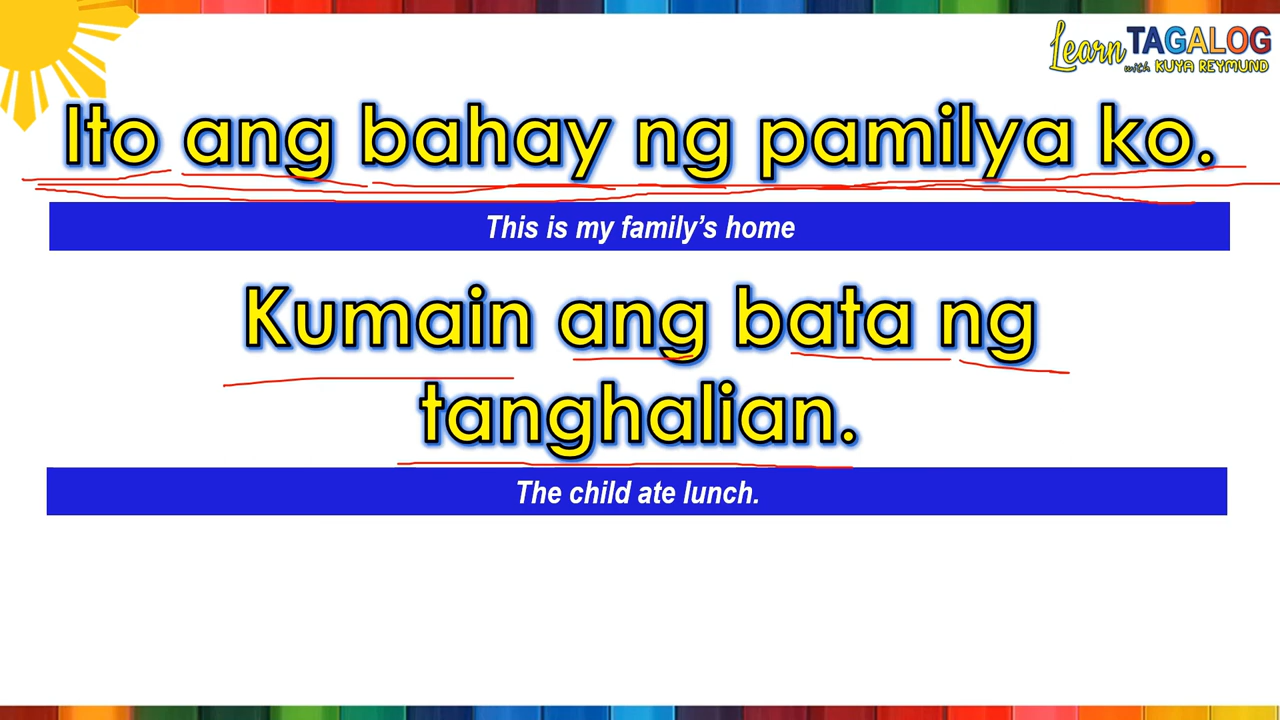 Learn TAGALOG
with KUYA REYMUND
Ito ang bahay ng pamilya ko.
This is my family's home
Kumain ang bata ng
tanghalian.
The child ate lunch.